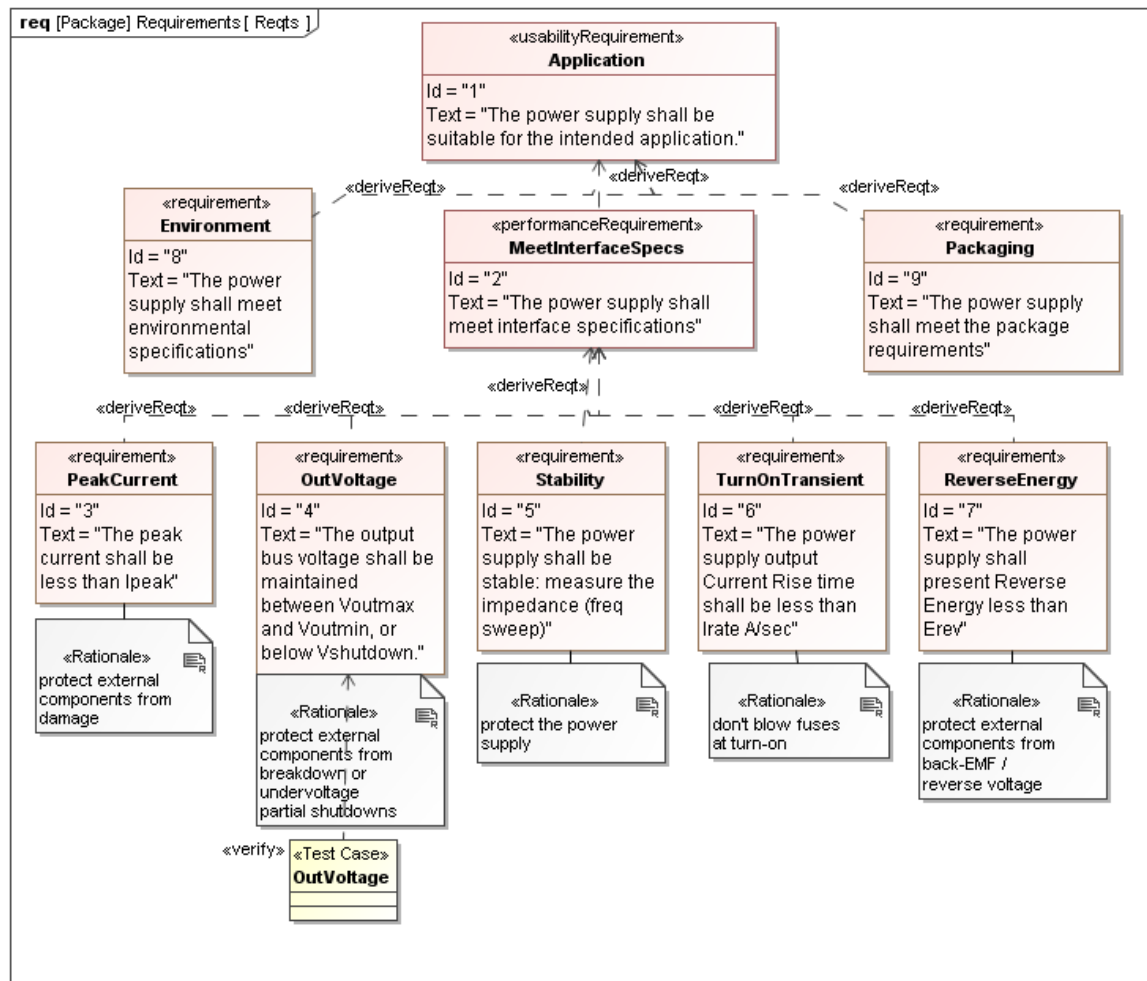 req [Package] Requirements [ Reqts ]
«usabilityRequirement»
Application
Id = "1"
Text = "The power supply shall be
suitable for the intended application."
«deriveReqt»
«deriveReqt»
«deriveReqt»
«requirement»
Environment
Id = "8"
Text = "The power
supply shall meet
environmental
specifications"
«performanceRequirement»
MeetInterfaceSpecs
Id = "2"
Text = "The power supply shall
meet interface specifications"
«requirement»
Packaging
Id = "9"
Text = "The power supply
shall meet the package
requirements"
«deriveReqt»
«deriveReqt»
«deriveReqt»
«deriveReqt»
«deriveReqt»
«requirement»
PeakCurrent
Id = "3"
Text = "The peak
current shall be
less than Ipeak"
«Rationale»
protect external
components from
damage
«requirement»
OutVoltage
Id = "4"
Text = "The output
bus voltage shall be
maintained
between Voutmax
and Voutmin, or
below Vshutdown."
«Rationale»
protect external
components from
breakdown or
undervoltage
partial shutdowns
«requirement»
Stability
Id = "5"
Text = "The power
supply shall be
stable: measure the
impedance (freq
sweep)"
«Rationale»
protect the power
supply
«requirement»
TurnOnTransient
Id = "6"
Text = "The power
supply output
Current Rise time
shall be less than
Irate A/sec"
«Rationale»
don't blow fuses
at turn-on
«requirement»
ReverseEnergy
Id = "7"
Text = "The power
supply shall
present Reverse
Energy less than
Erev"
«Rationale»
protect external
components from
back-EMF /
reverse voltage
«verify»
«Test Case»
OutVoltage